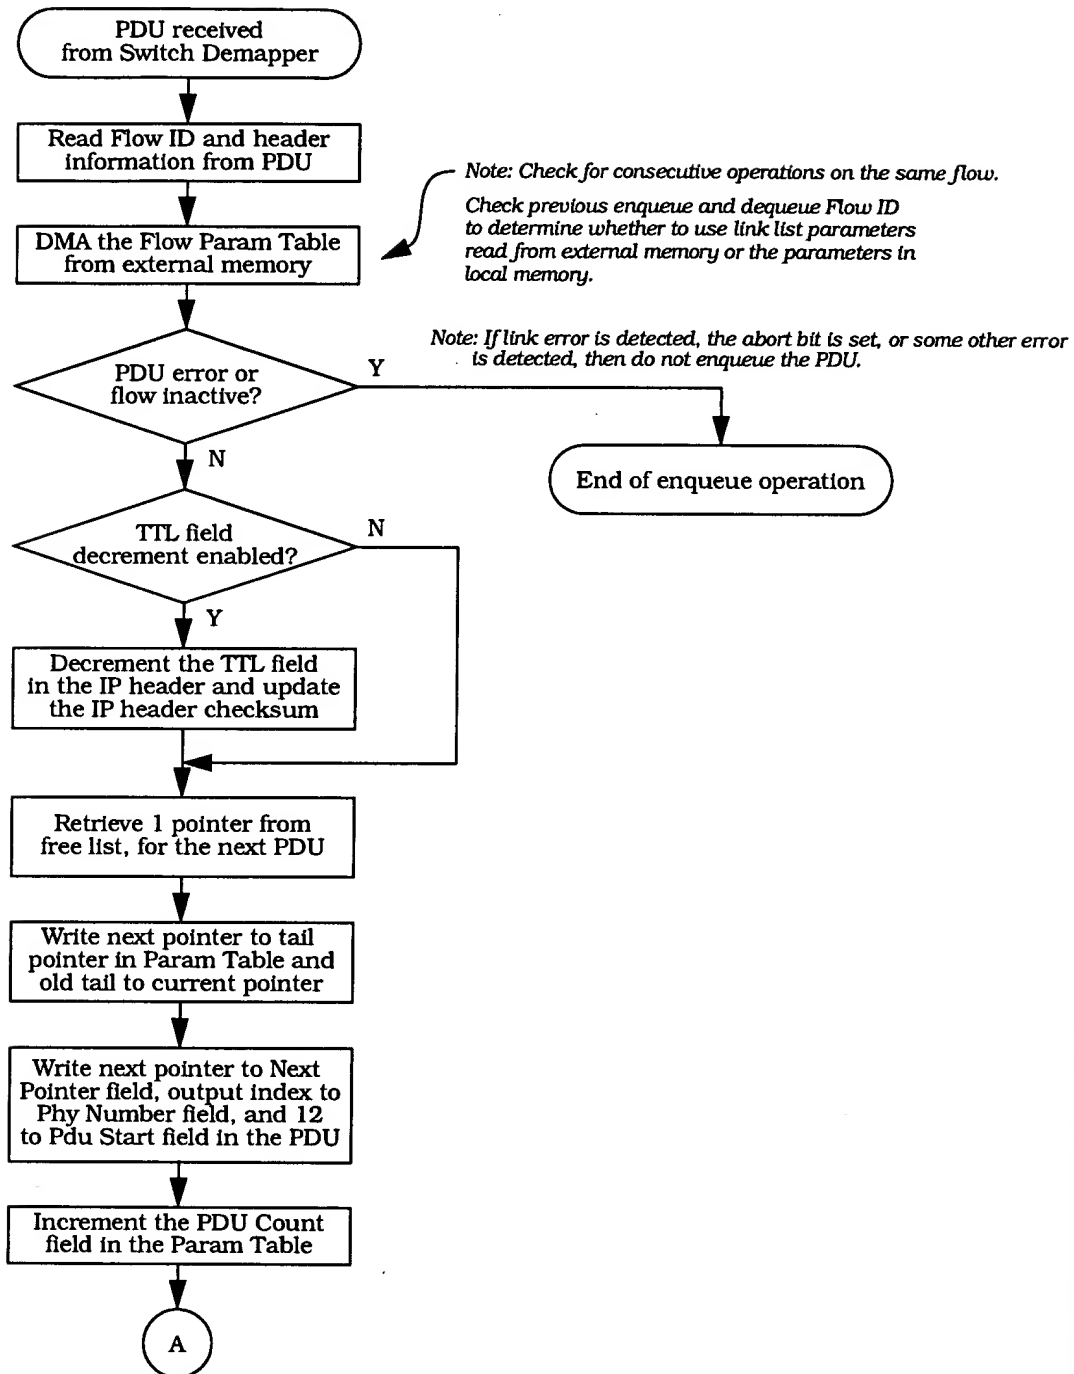 PDU received
from Switch Demapper
Read Flow ID and header
information from PDU
Note: Check for consecutive operations on the same flow.
Check previous enqueue and dequeue Flow ID
to determine whether to use link list parameters
read from external memory or the parameters in
local memory.
DMA the Flow Param Table
from external memory
Note: If link error is detected, the abort bit is set, or some other error
is detected, then do not enqueue the PDU.
PDU error or
flow inactive?
Y
N
End of enqueue operation
TTL field
decrement enabled?
N
Y
Decrement the TTL field
in the IP header and update
the IP header checksum
Retrieve 1 pointer from
free list, for the next PDU
Write next pointer to tail
pointer in Param Table and
old tail to current pointer
Write next pointer to Next
Pointer field, output index to
Phy Number field, and 12
to Pdu Start field in the PDU
Increment the PDU Count
field in the Param Table
A